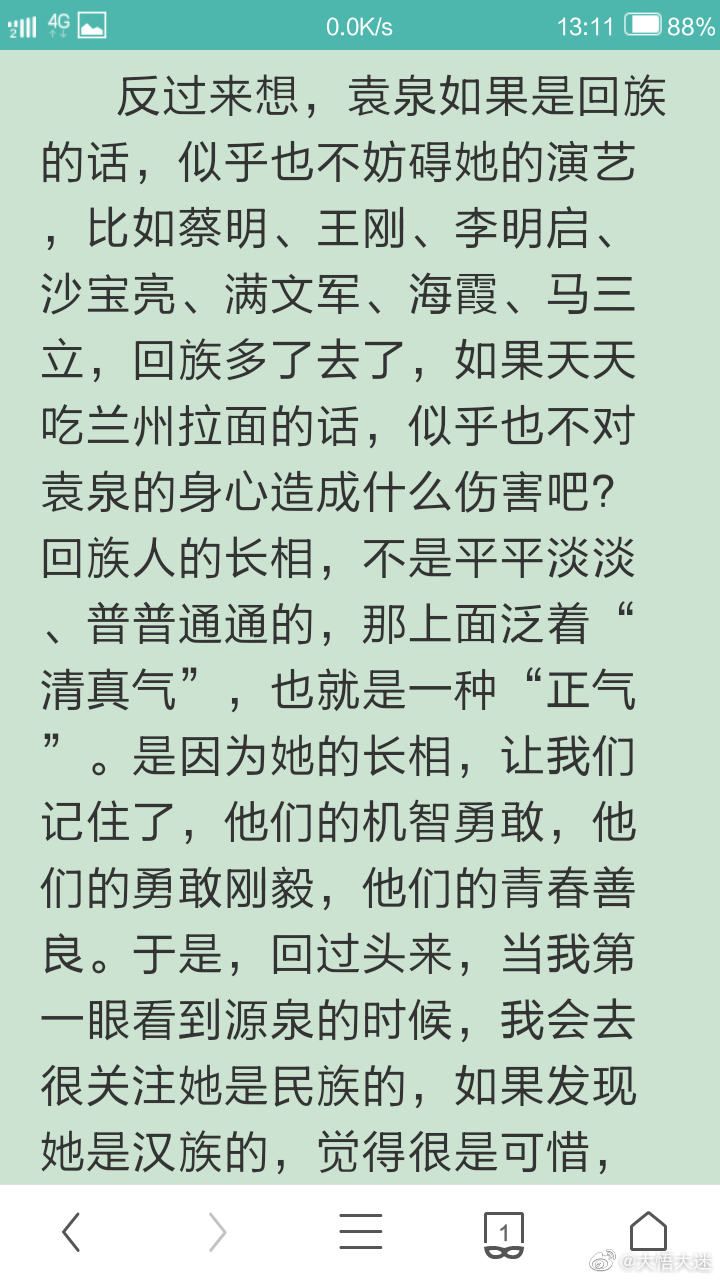 4G
2
0.0K/s
13:11
88%
反过来想，袁泉如果是回族
的话，似乎也不妨碍她的演艺
，比如蔡明、王刚、李明启、
沙宝亮、满文军、海霞、马三
立，回族多了去了，如果天天
吃兰州拉面的话，似乎也不对
袁泉的身心造成什么伤害吧？
回族人的长相，不是平平淡淡
、普普通通的，那上面泛着“
清真气”，也就是一种“正气
”。是因为她的长相，让我们
记住了，他们的机智勇敢，他
们的勇敢刚毅，他们的青春善
良。于是，回过头来，当我第
一眼看到源泉的时候，我会去
很关注她是民族的，如果发现
她是汉族的，觉得很是可惜，
1
@大悟大迷